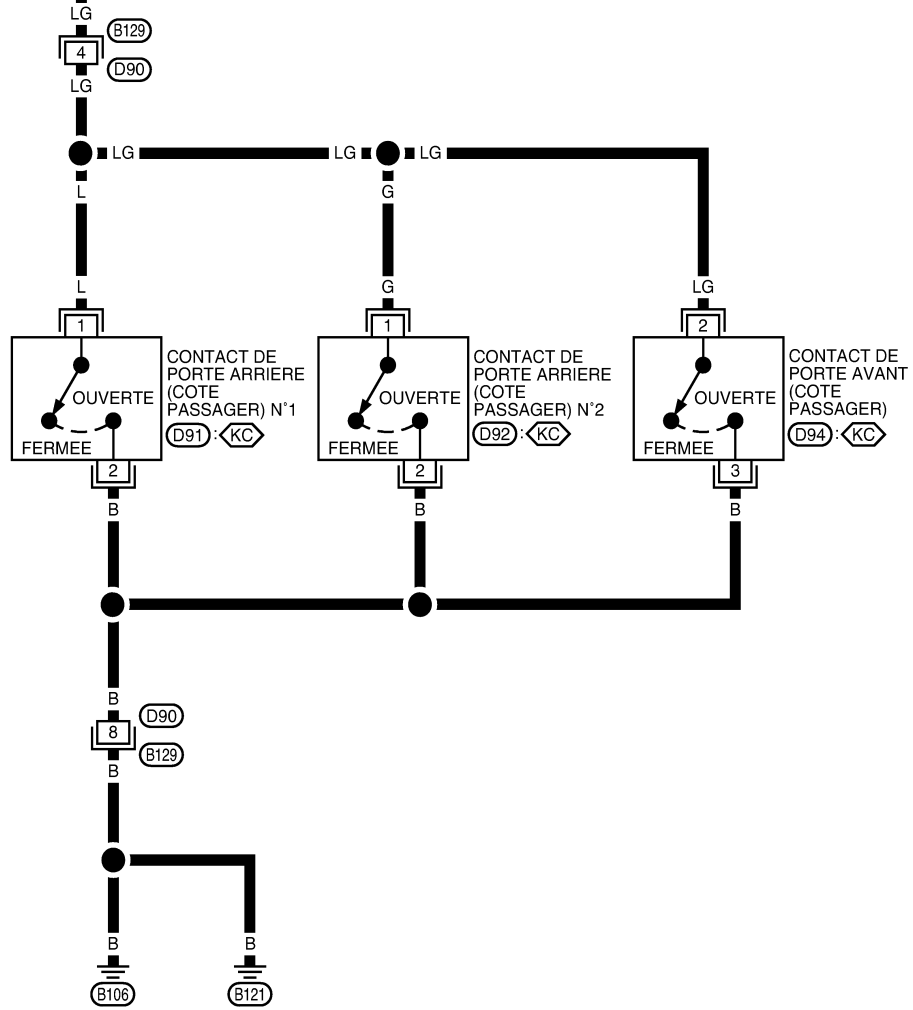 LG
B129
4
D90
LG
LG LG LG
L G
L G LG
1 1 2
CONTACT DE
PORTE ARRIERE
(COTE
PASSAGER) N°1
D91 : KC
OUVERTE
FERMEE
CONTACT DE
PORTE ARRIERE
(COTE
PASSAGER) N°2
D92 : KC
OUVERTE
FERMEE
CONTACT DE
PORTE AVANT
(COTE
PASSAGER)
D94 : KC
OUVERTE
FERMEE
2 2 3
B B B
B
D90
8
B129
B
B B
B106 B121